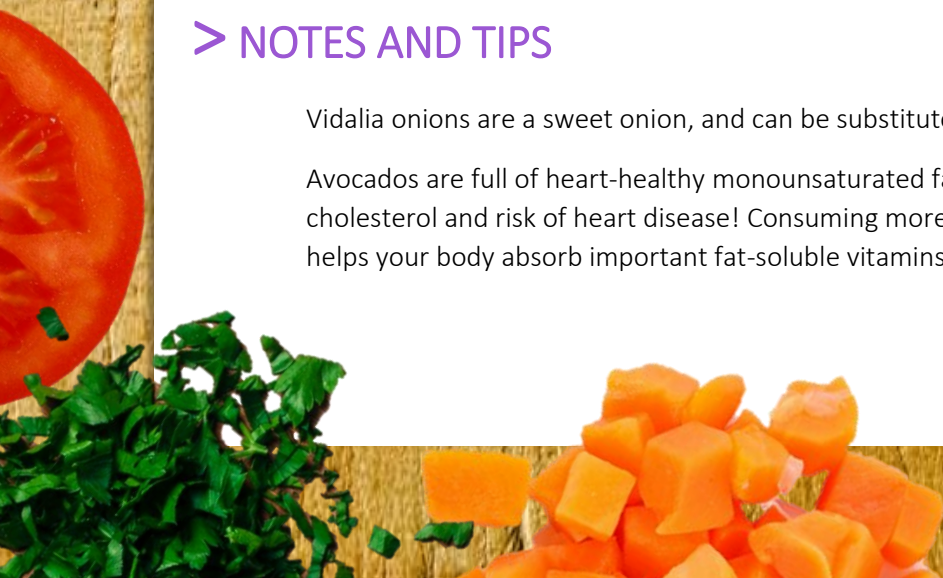 > NOTES AND TIPS
Vidalia onions are a sweet onion, and can be
Avocados are full of heart-healthy monounsaturated
cholesterol and risk of heart disease! Consuming more
helps your body absorb important fat-soluble vitamins